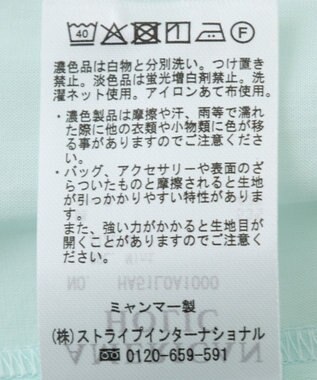 40
F
濃色品は白物と分別洗い。つけ置き
禁止。淡色品は蛍光増白剤禁止。洗
濯ネット使用。アイロンあて布使用。
・濃色製品は摩擦や汗、雨等で濡れ
た際に他の衣類や小物類に色が移
る事がありますのでご注意くださ
い。
・バッグ、アクセサリーや表面のざ
らついたものと摩擦されると生地
が引っかかりやすい特性がありま
す。
・また、強い力がかかると生地目が
開くことがありますのでご注意く
ださい。
NO. HA51L0A1000
ミャンマー製
(株)ストライプインターナショナル
0120-659-591